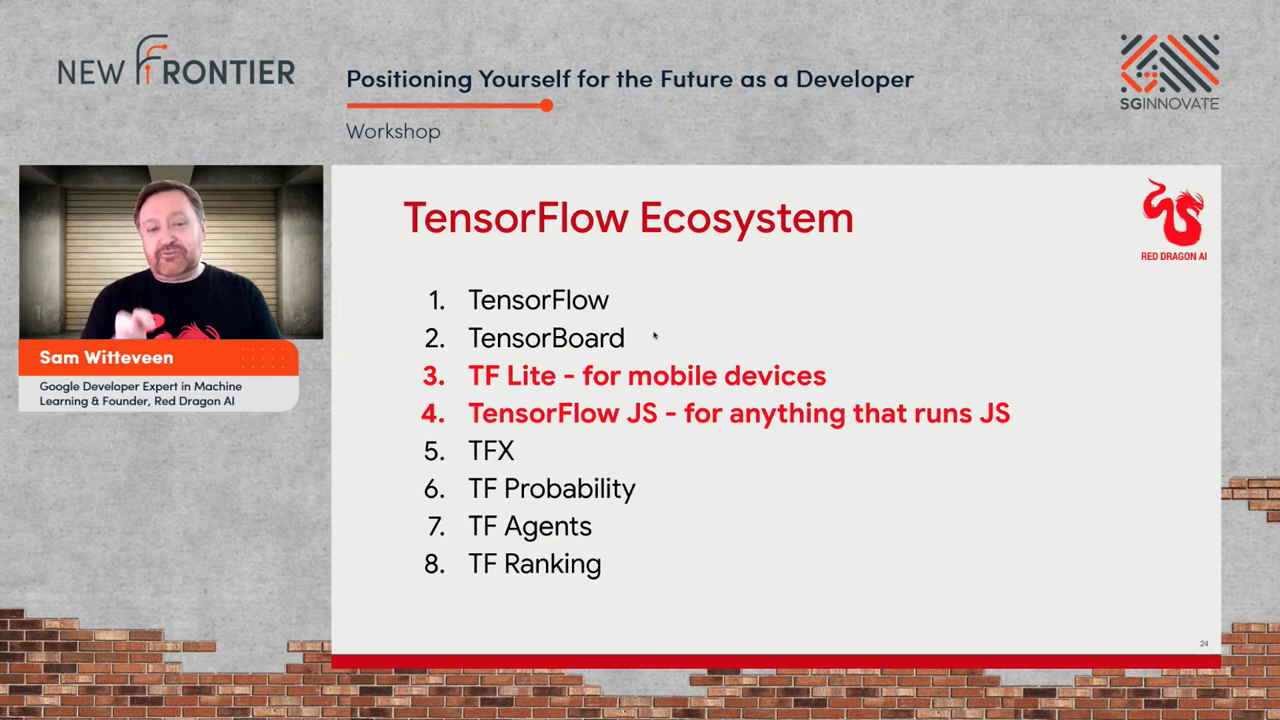 NEW FRONTIER
Positioning Yourself for the Future as a Developer
Workshop
SGINNOVATE
Sam Witteveen
Google Developer Expert in Machine
Learning & Founder, Red Dragon AI
TensorFlow Ecosystem
RED DRAGON AI
1. TensorFlow
2. TensorBoard
3. TF Lite - for mobile devices
4. TensorFlow JS - for anything that runs JS
5. TFX
6. TF Probability
7. TF Agents
8. TF Ranking
24